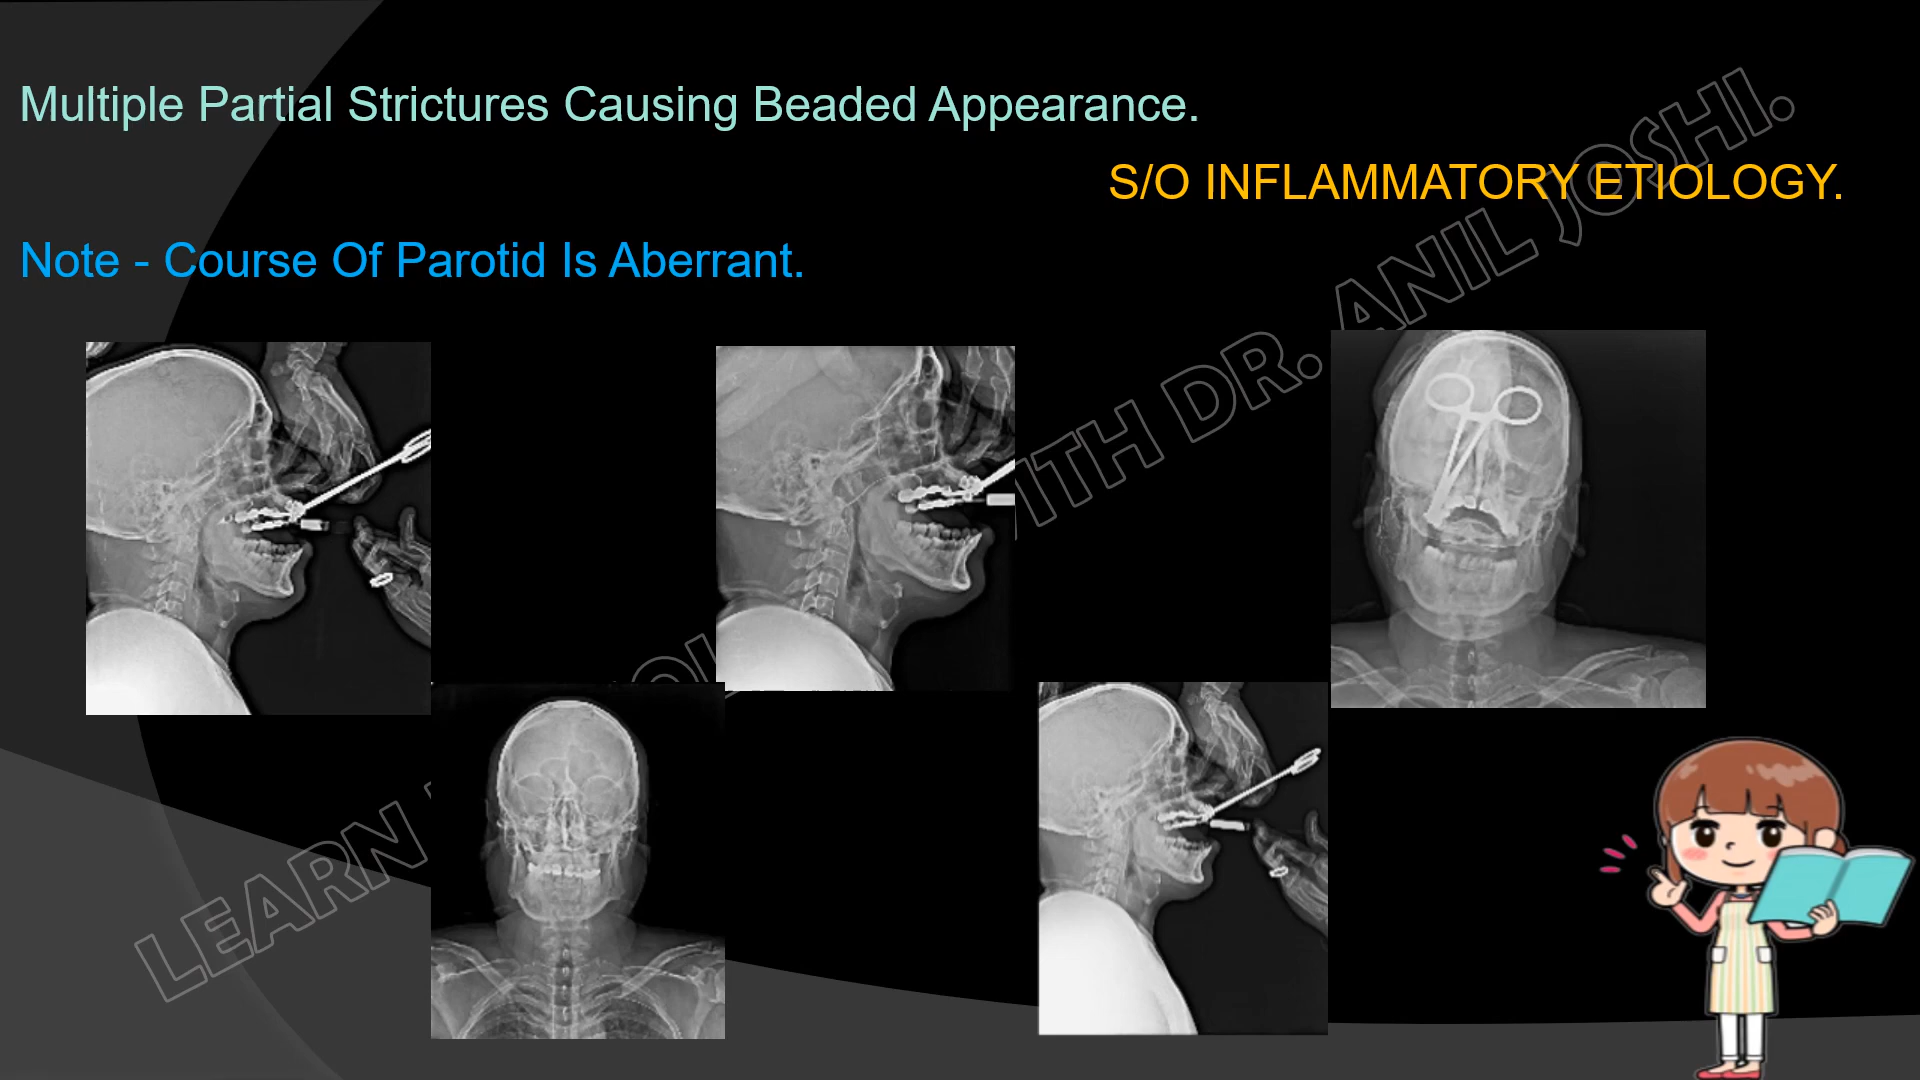 Multiple Partial Strictures Causing Beaded Appearance.
S/O INFLAMMATORY ETIOLOGY.
Note - Course Of Parotid Is Aberrant.
LEARN
DR. ANIL JOSHI.